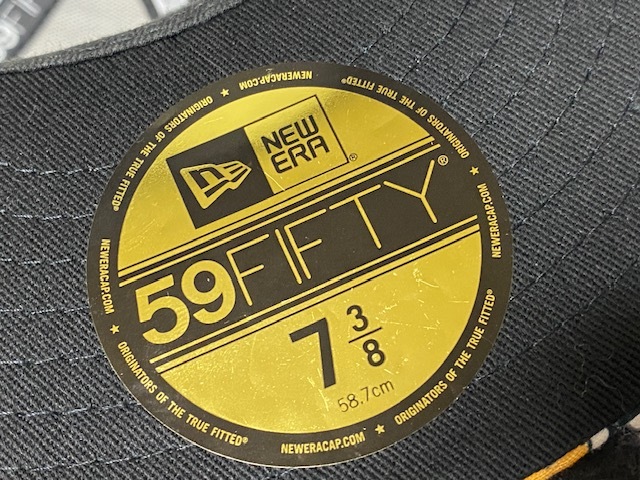 59FIFTY
NEW
ERA®
59FIFTY®
7 3/8
58.7cm
NEWERACAP.COM ★ ORIGINATORS OF THE TRUE FITTED® ★ NEWERACAP.COM ★ ORIGINATORS OF THE TRUE FITTED® ★ NEWERACAP.COM ★ ORIGINATORS OF THE TRUE FITTED® ★ NEWERACAP.COM ★ ORIGINATORS OF THE TRUE FITTED® ★